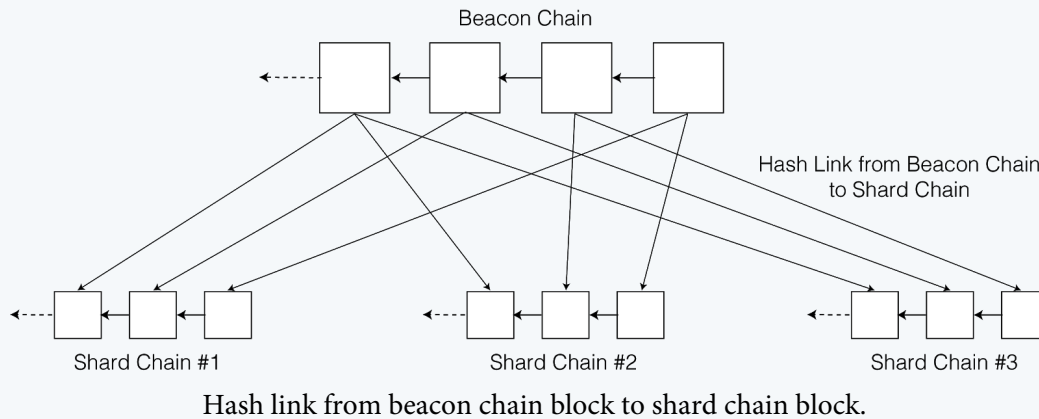 Beacon Chain
Hash Link from Beacon Chain
to Shard Chain
Shard Chain #1
Shard Chain #2
Shard Chain #3
Hash link from beacon chain block to shard chain block.